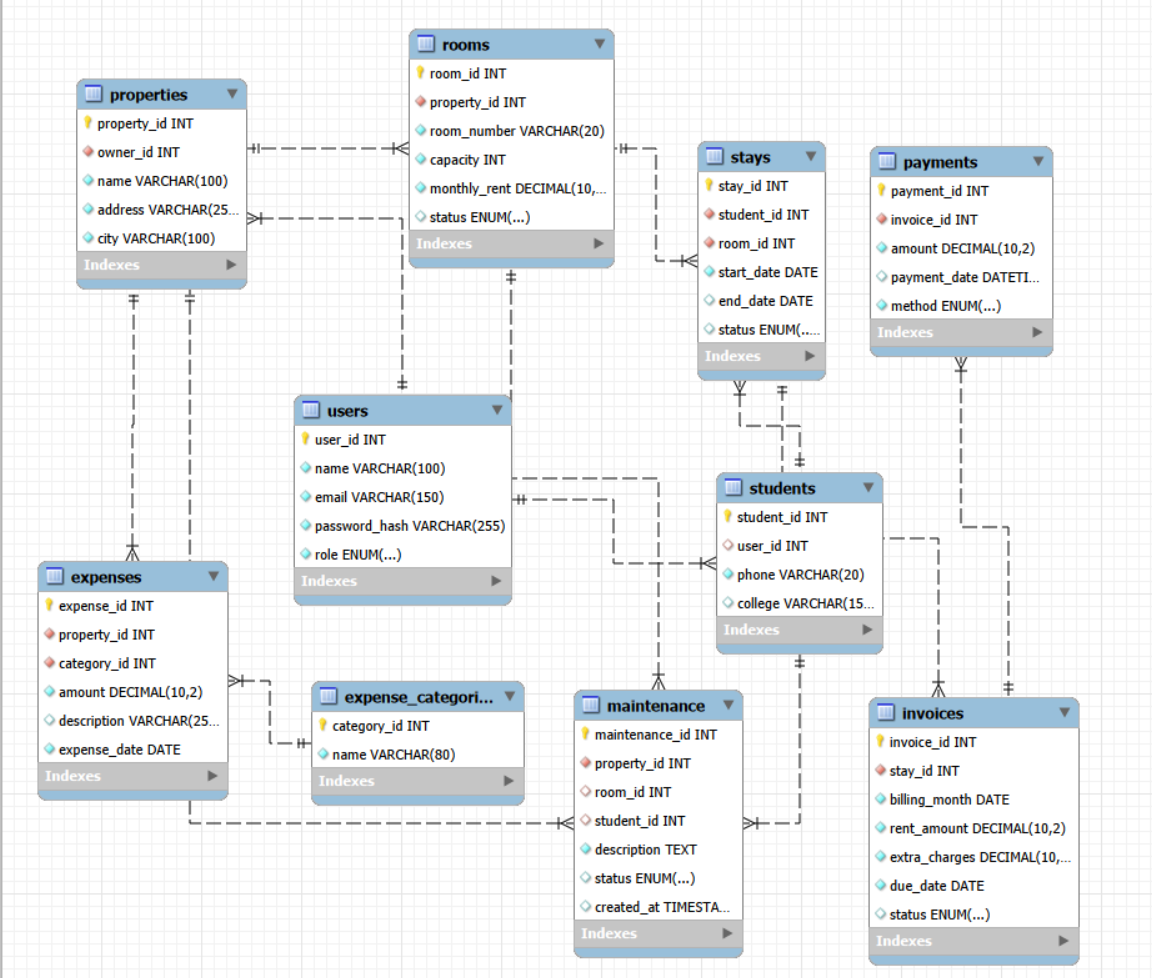 rooms
room_id INT
property_id INT
room_number VARCHAR(20)
capacity INT
monthly_rent DECIMAL(10,...
status ENUM(...)
Indexes
properties
property_id INT
owner_id INT
name VARCHAR(100)
address VARCHAR(25...
city VARCHAR(100)
Indexes
stays
stay_id INT
student_id INT
room_id INT
start_date DATE
end_date DATE
status ENUM(.....
Indexes
payments
payment_id INT
invoice_id INT
amount DECIMAL(10,2)
payment_date DATETI...
method ENUM(...)
Indexes
users
user_id INT
name VARCHAR(100)
email VARCHAR(150)
password_hash VARCHAR(255)
role ENUM(...)
Indexes
students
student_id INT
user_id INT
phone VARCHAR(20)
college VARCHAR(15...
Indexes
expenses
expense_id INT
property_id INT
category_id INT
amount DECIMAL(10,2)
description VARCHAR(25...
expense_date DATE
Indexes
expense_categori...
category_id INT
name VARCHAR(80)
Indexes
maintenance
maintenance_id INT
property_id INT
room_id INT
student_id INT
description TEXT
status ENUM(...)
created_at TIMESTA...
Indexes
invoices
invoice_id INT
stay_id INT
billing_month DATE
rent_amount DECIMAL(10,2)
extra_charges DECIMAL(10,...
due_date DATE
status ENUM(...)
Indexes